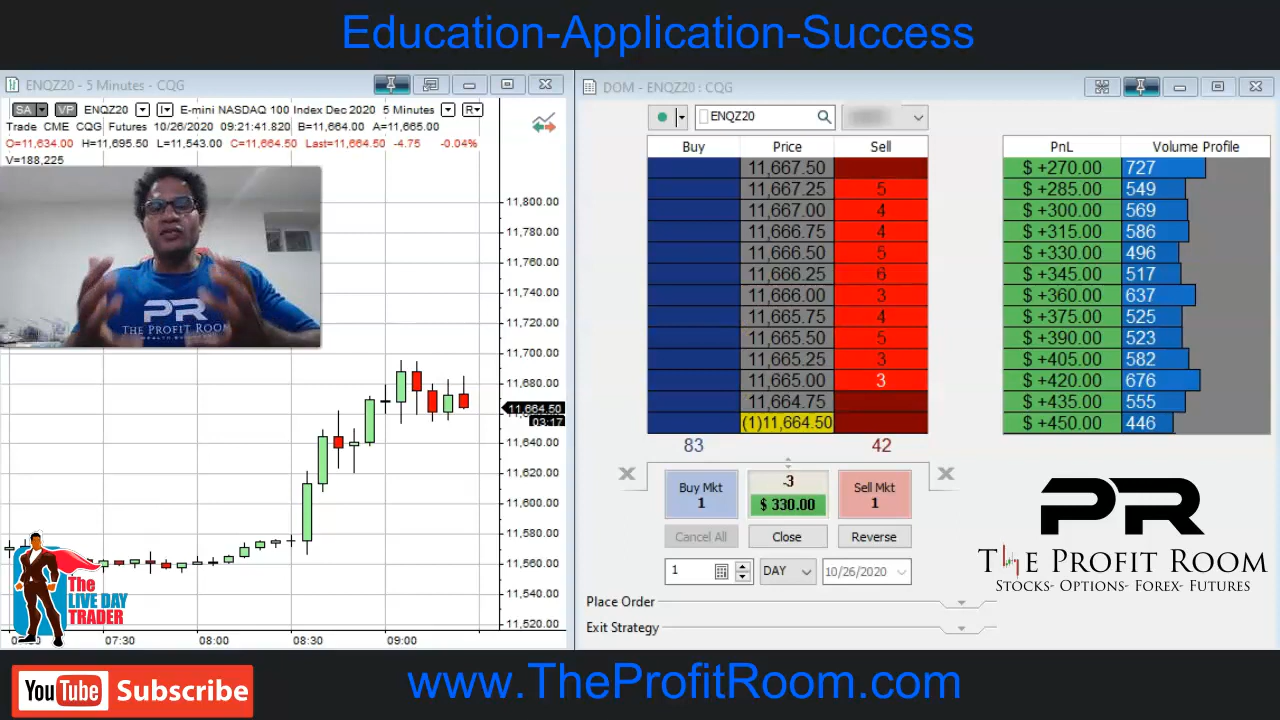 Education-Application-Success
ENQZ20 - 5 Minutes - CQG
SA VP ENQZ20 E-mini NASDAQ 100 Index Dec 2020 5 Minutes R
Trade CME CQG Futures 10/26/2020 09:21:41.820 B=11,664.00 A=11,665.00
O=11,634.00 H=11,695.50 L=11,543.00 C=11,664.50 Last=11,664.50 -4.75 -0.04%
V=188,225
11,800.00
11,780.00
11,760.00
11,740.00
11,720.00
11,700.00
11,680.00
11,664.50
03:17
11,640.00
11,620.00
11,600.00
11,580.00
11,560.00
11,540.00
11,520.00
07:30 08:00 08:30 09:00
PR
THE PROFIT ROOM
The
LIVE DAY
TRADER
DOM - ENQZ20 : CQG
ENQZ20
Buy Price Sell PnL Volume Profile
11,667.50 $ +270.00 727
11,667.25 5 $ +285.00 549
11,667.00 4 $ +300.00 569
11,666.75 4 $ +315.00 586
11,666.50 5 $ +330.00 496
11,666.25 6 $ +345.00 517
11,666.00 3 $ +360.00 637
11,665.75 4 $ +375.00 525
11,665.50 5 $ +390.00 523
11,665.25 3 $ +405.00 582
11,665.00 3 $ +420.00 676
11,664.75 $ +435.00 555
(1)11,664.50 $ +450.00 446
83 42
Buy Mkt
1
-3
$ 330.00
Sell Mkt
1
Cancel All Close Reverse
1 DAY 10/26/2020
Place Order
Exit Strategy
PR
THE PROFIT ROOM
STOCKS- OPTIONS- FOREX- FUTURES
YouTube Subscribe
www.TheProfitRoom.com